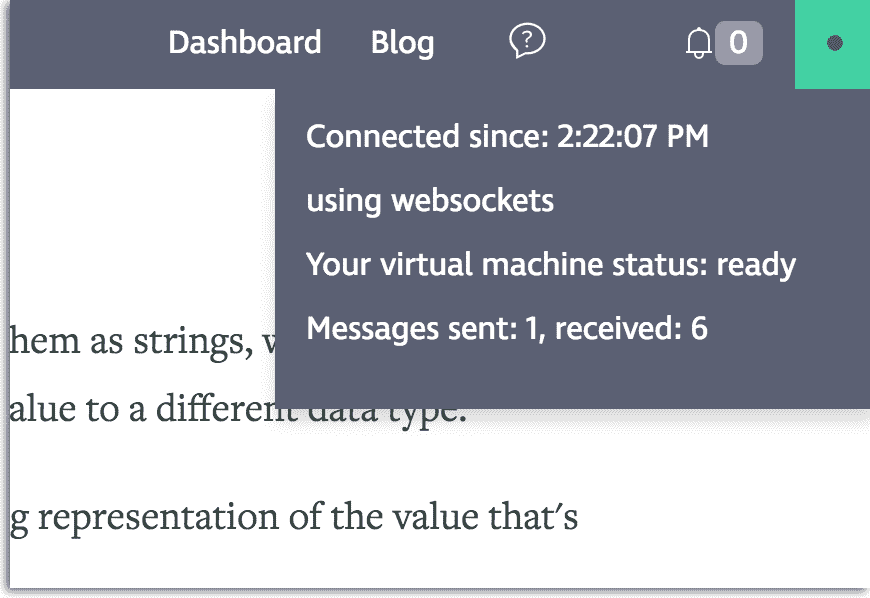 Dashboard Blog ? 0
Connected since: 2:22:07 PM
using websockets
Your virtual machine status: ready
Messages sent: 1, received: 6
hem as strings,
alue to a different data type.
g representation of the value that's